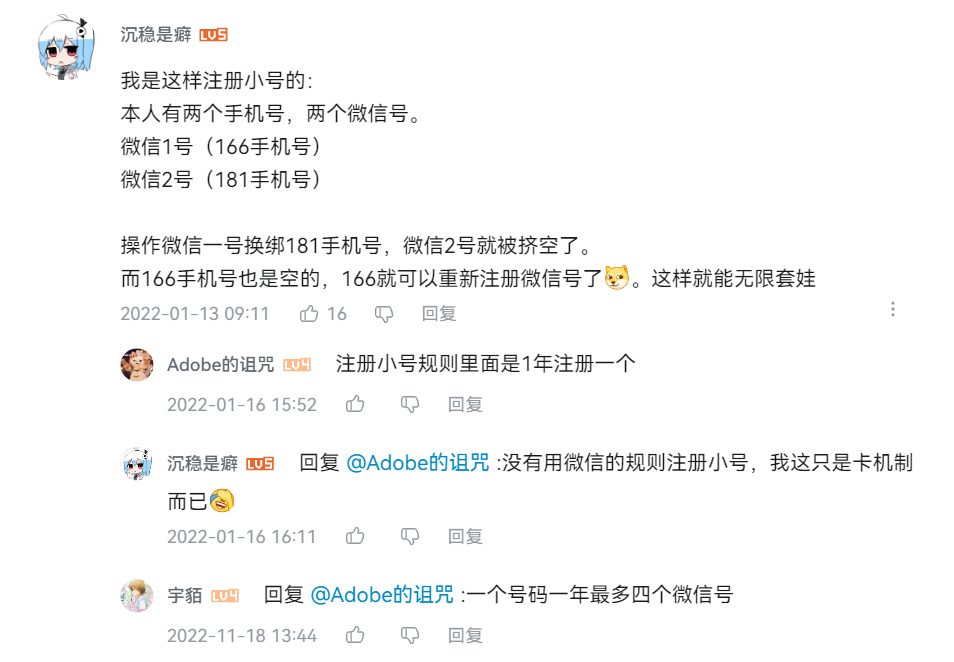 沉稳是癖 LV5
我是这样注册小号的：
本人有两个手机号，两个微信号。
微信1号（166手机号）
微信2号（181手机号）
操作微信一号换绑181手机号，微信2号就被挤空了。
而166手机号也是空的，166就可以重新注册微信号了。这样就能无限套娃
2022-01-13 09:11 16 回复
Adobe的诅咒 LV4 注册小号规则里面是1年注册一个
2022-01-16 15:52 回复
沉稳是癖 LV5 回复 @Adobe的诅咒 :没有用微信的规则注册小号，我这只是卡机制
而已
2022-01-16 16:11 回复
宇貊 LV4 回复 @Adobe的诅咒 :一个号码一年最多四个微信号
2022-11-18 13:44 回复